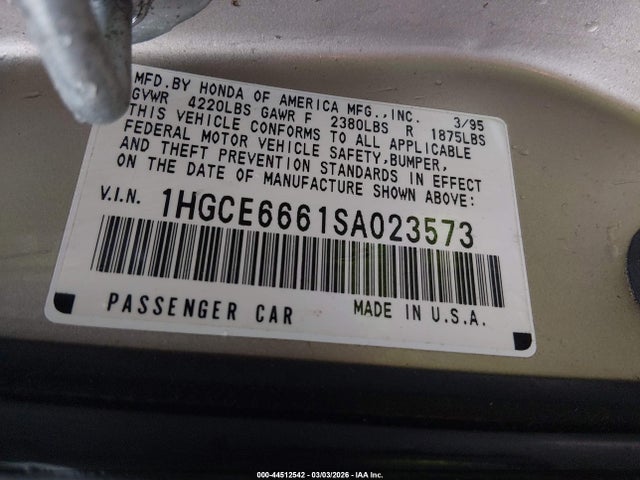 MFD.BY HONDA OF AMERICA MFG.,INC. 3/95
GVWR 4220LBS GAWR F 2380LBS R 1875LBS
THIS VEHICLE CONFORMS TO ALL APPLICABLE
FEDERAL MOTOR VEHICLE SAFETY,BUMPER,
AND THEFT PREVENTION STANDARDS IN EFFECT
ON THE DATE OF MANUFACTURE SHOWN ABOVE:
V.I.N. 1HGCE6661SA023573
PASSENGER CAR MADE IN U.S.A.
000-44512542 | 03/03/2026 | IAA Inc.